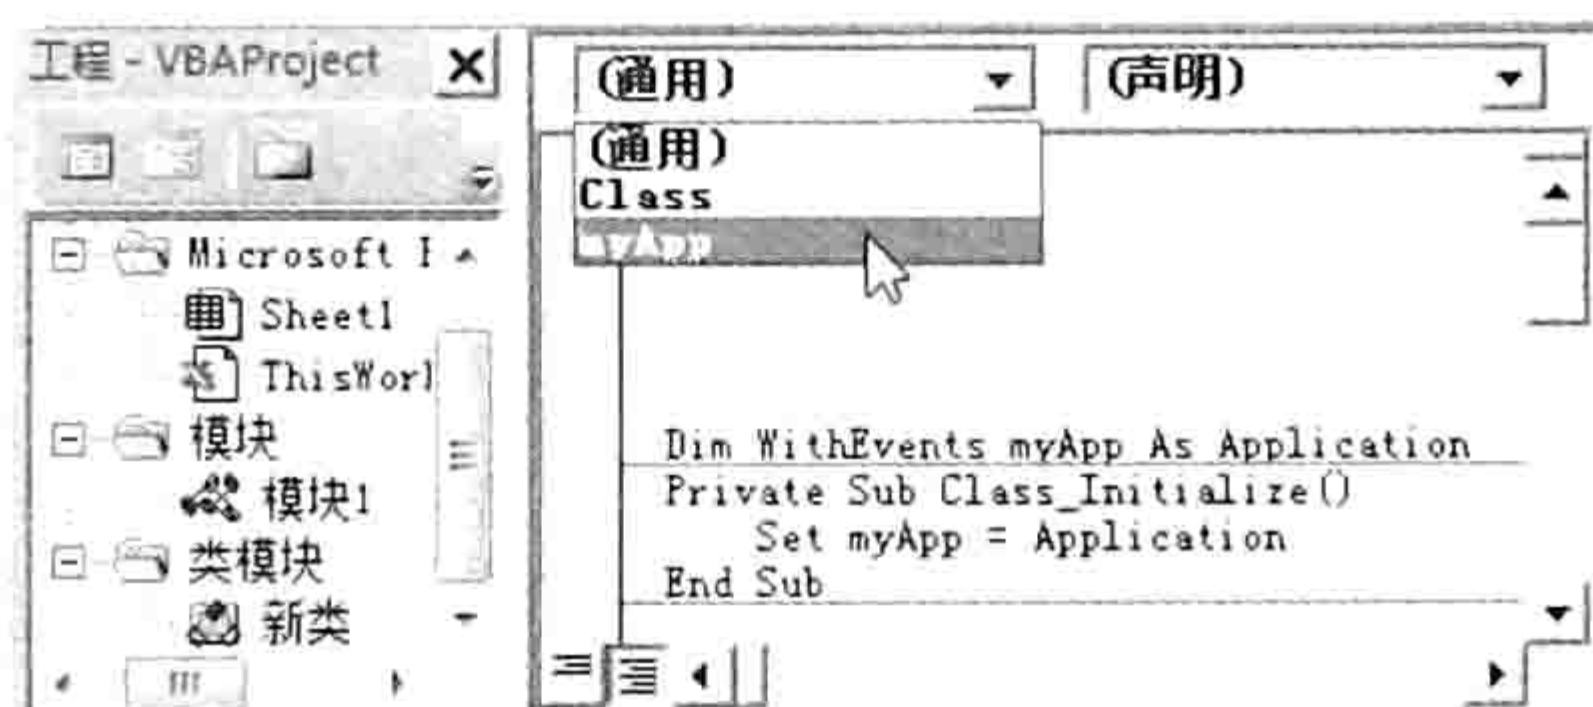 工程 - VBAProject
Microsoft
Sheet1
ThisWor
模块
模块1
类模块
新类
(通用)
(声明)
(通用)
Class
myApp
Dim WithEvents myApp As Application
Private Sub Class_Initialize()
Set myApp = Application
End Sub